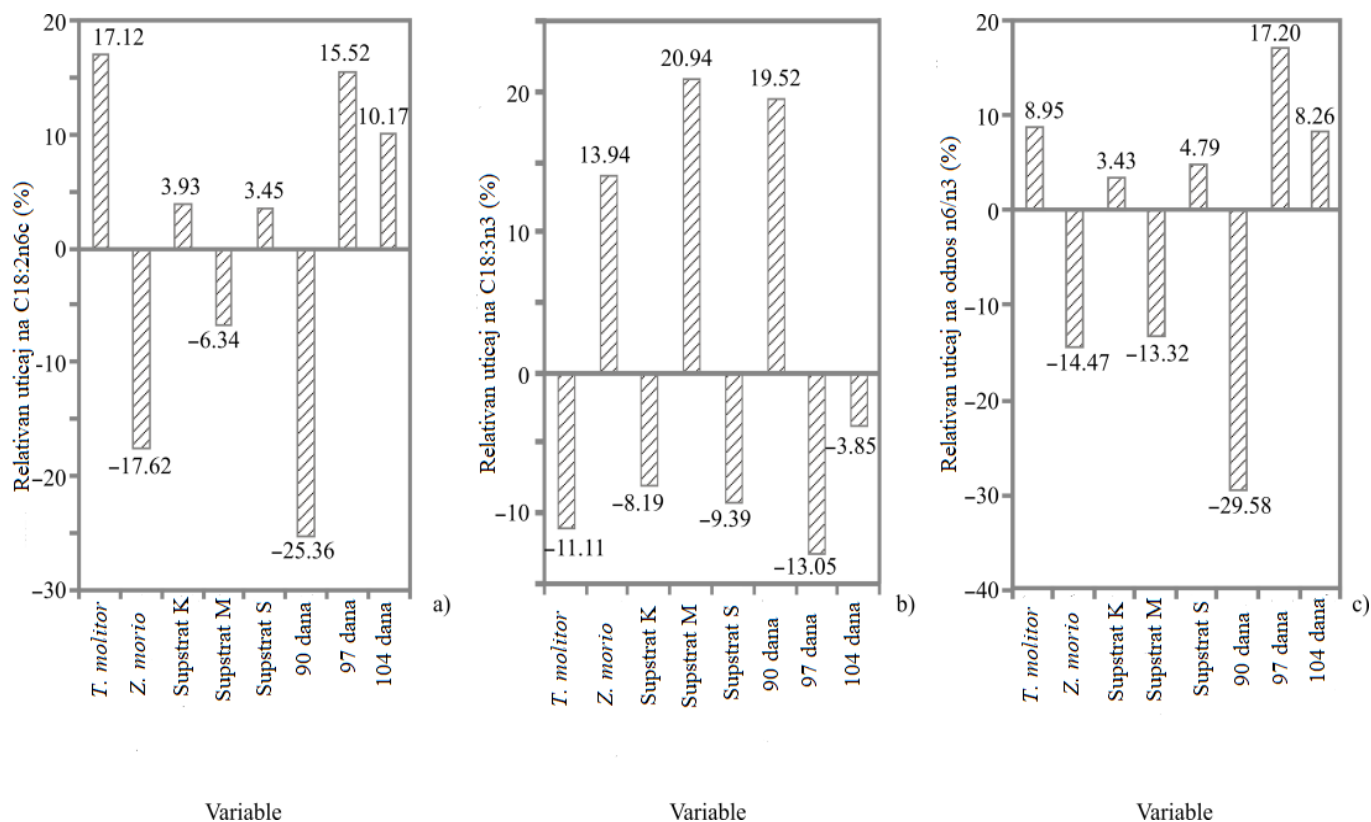 Relativan uticaj na C18:2n6c (%)
20
10
0
-10
−20
−30
17.12
−17.62
3.93
−6.34
3.45
−25.36
15.52
10.17
T. molitor
Z. morio
Supstrat K
Supstrat M
Supstrat S
90 dana
97 dana
104 dana
a)
Variable
Relativan uticaj na C18:3n3 (%)
20
10
0
−10
−11.11
13.94
−8.19
20.94
−9.39
19.52
−13.05
−3.85
T. molitor
Z. morio
Supstrat K
Supstrat M
Supstrat S
90 dana
97 dana
104 dana
b)
Variable
Relativan uticaj na odnos n6/n3 (%)
20
10
0
−10
−20
−30
−40
8.95
−14.47
3.43
−13.32
4.79
−29.58
17.20
8.26
T. molitor
Z. morio
Supstrat K
Supstrat M
Supstrat S
90 dana
97 dana
104 dana
c)
Variable